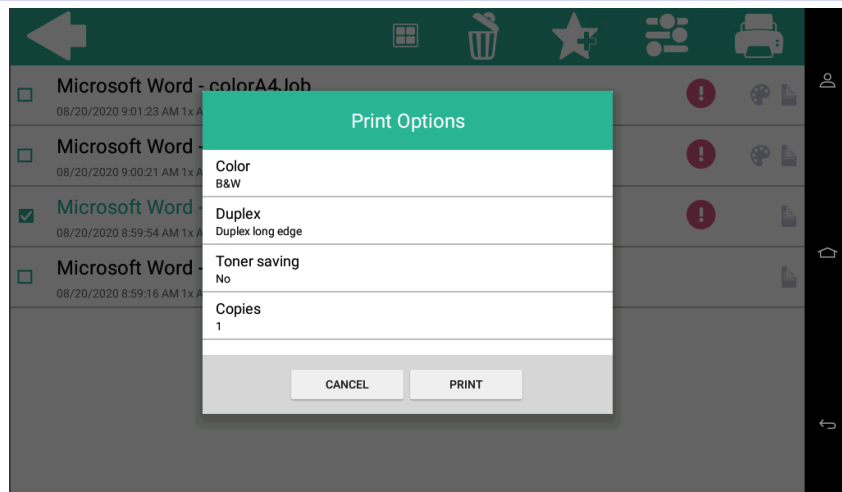 Microsoft Word - colorA4Job
08/20/2020 9:01:23 AM 1x
Print Options
Microsoft Word -
08/20/2020 9:00:21 AM 1x
Color
B&W
Microsoft Word -
08/20/2020 8:59:54 AM 1x
Duplex
Duplex long edge
Microsoft Word -
08/20/2020 8:59:16 AM 1x
Toner saving
No
Copies
1
CANCEL
PRINT